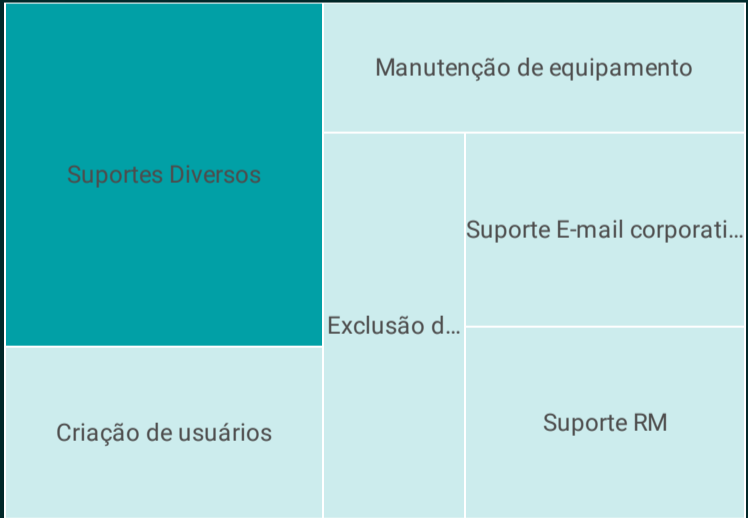 Manutenção de equipamento
Suportes Diversos
Suporte E-mail corporati...
Exclusão d...
Suporte RM
Criação de usuários